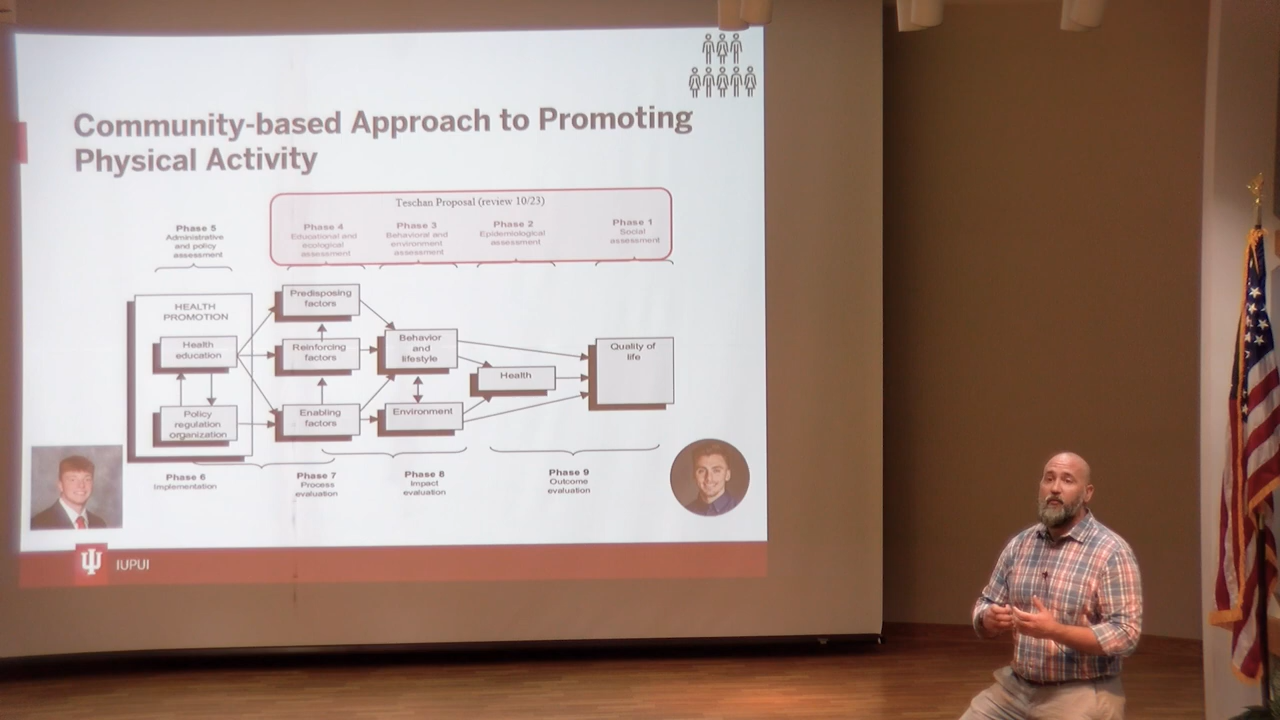 Community-based Approach to Promoting
Physical Activity
Teschan Proposal (review 10/23)
Phase 5
Administrative
and policy
assessment
Phase 4
Educational and
ecological
assessment
Phase 3
Behavioral and
environment
assessment
Phase 2
Epidemiological
assessment
Phase 1
Social
assessment
HEALTH
PROMOTION
Health
education
Policy
regulation
organization
Predisposing
factors
Reinforcing
factors
Enabling
factors
Behavior
and
lifestyle
Environment
Health
Quality of
life
Phase 6
Implementation
Phase 7
Process
evaluation
Phase 8
Impact
evaluation
Phase 9
Outcome
evaluation
IUPUI